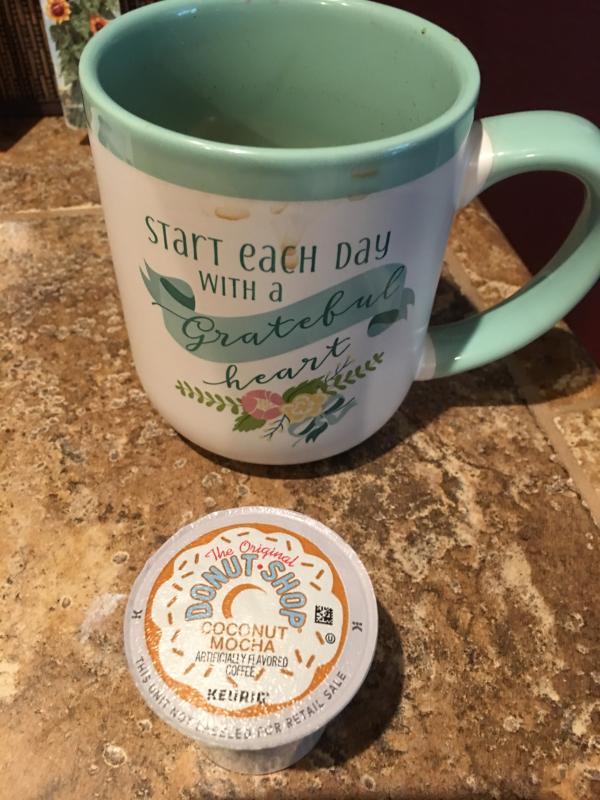 START EACH DAY
WITH A
Grateful
heart
The Original
DONUT·SHOP
COCONUT
MOCHA
ARTIFICIALLY FLAVORED
COFFEE
KEURIG
K
K
U
THIS UNIT NOT LABELED FOR RETAIL SALE